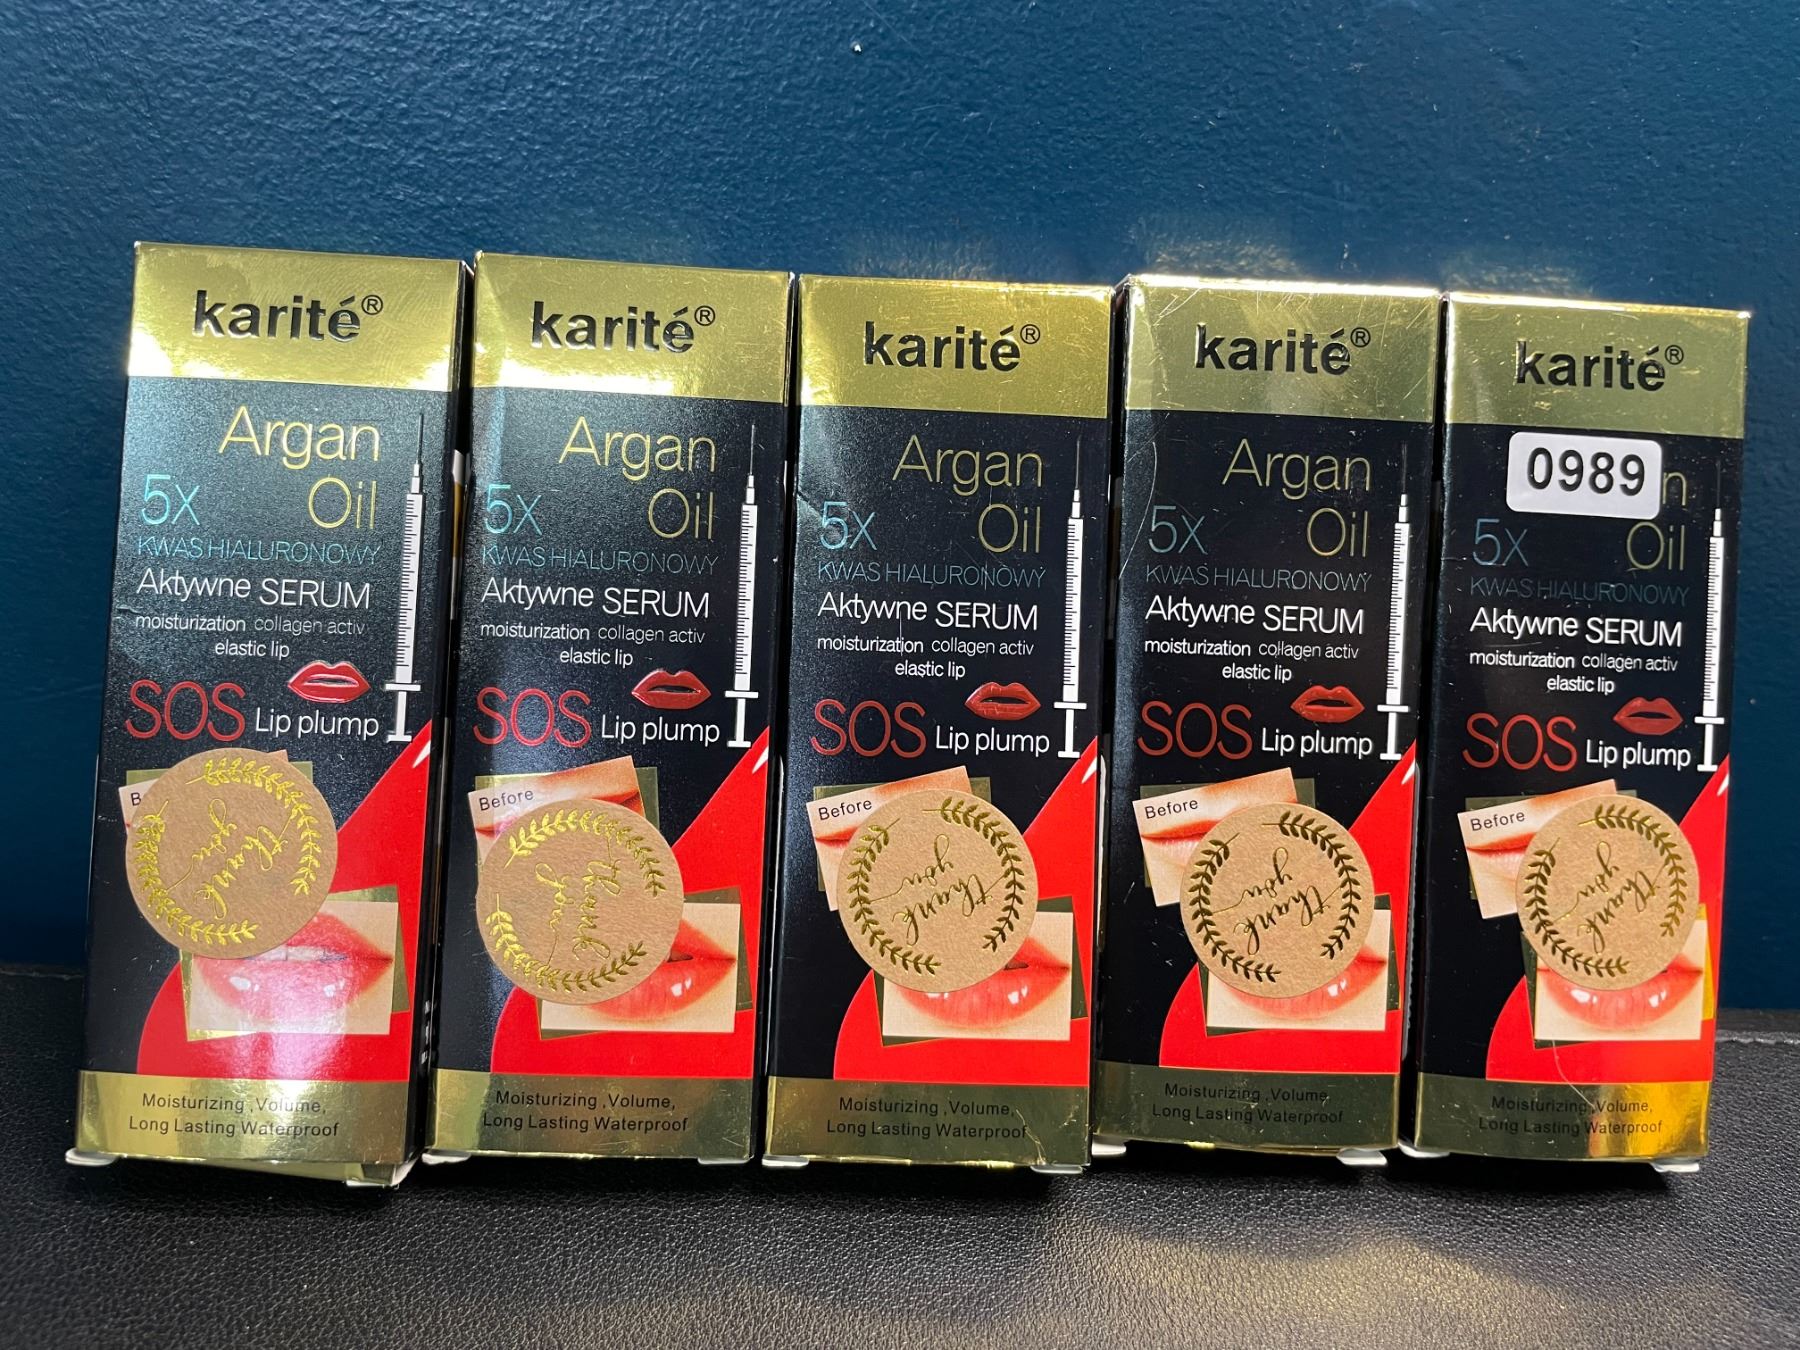 karité®
Argan
5X Oil
KWAS HIALURONOWY
Aktywne SERUM
moisturization collagen activ
elastic lip
SOS Lip plump
B
thank
you
Moisturizing ,Volume,
Long Lasting Waterproof
karité®
Argan
5X Oil
KWAS HIALURONOWY
Aktywne SERUM
moisturization collagen activ
elastic lip
SOS Lip plump
Before
thank
you
Moisturizing ,Volume,
Long Lasting Waterproof
karité®
Argan
5X Oil
KWAS HIALURONOWY
Aktywne SERUM
moisturization collagen activ
elastic lip
SOS Lip plump
Before
thank
you
Moisturizing ,Volume,
Long Lasting Waterproof
karité®
Argan
5X Oil
KWAS HIALURONOWY
Aktywne SERUM
moisturization collagen activ
elastic lip
SOS Lip plump
Before
thank
you
Moisturizing ,Volume,
Long Lasting Waterproof
karité®
0989 n
5X Oil
KWAS HIALURONOWY
Aktywne SERUM
moisturization collagen activ
elastic lip
SOS Lip plump
Before
thank
you
Moisturizing ,Volume,
Long Lasting Waterproof